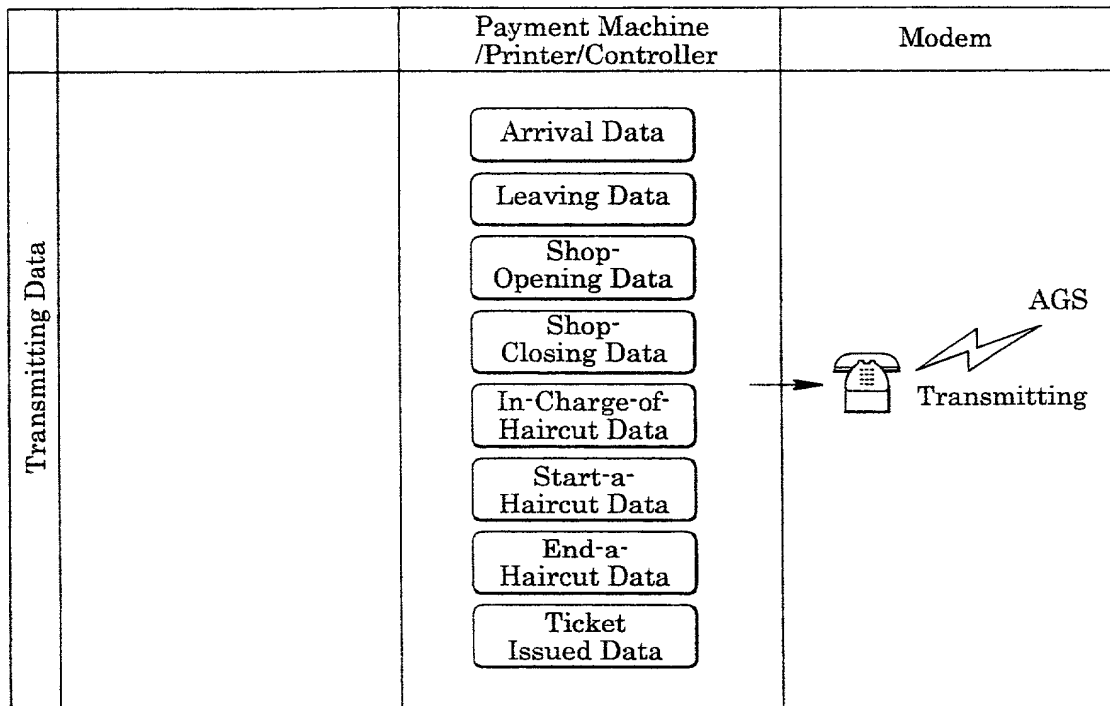 Payment Machine
/Printer/Controller
Modem
Transmitting Data
Arrival Data
Leaving Data
Shop-
Opening Data
Shop-
Closing Data
In-Charge-of-
Haircut Data
Start-a-
Haircut Data
End-a-
Haircut Data
Ticket
Issued Data
AGS
Transmitting